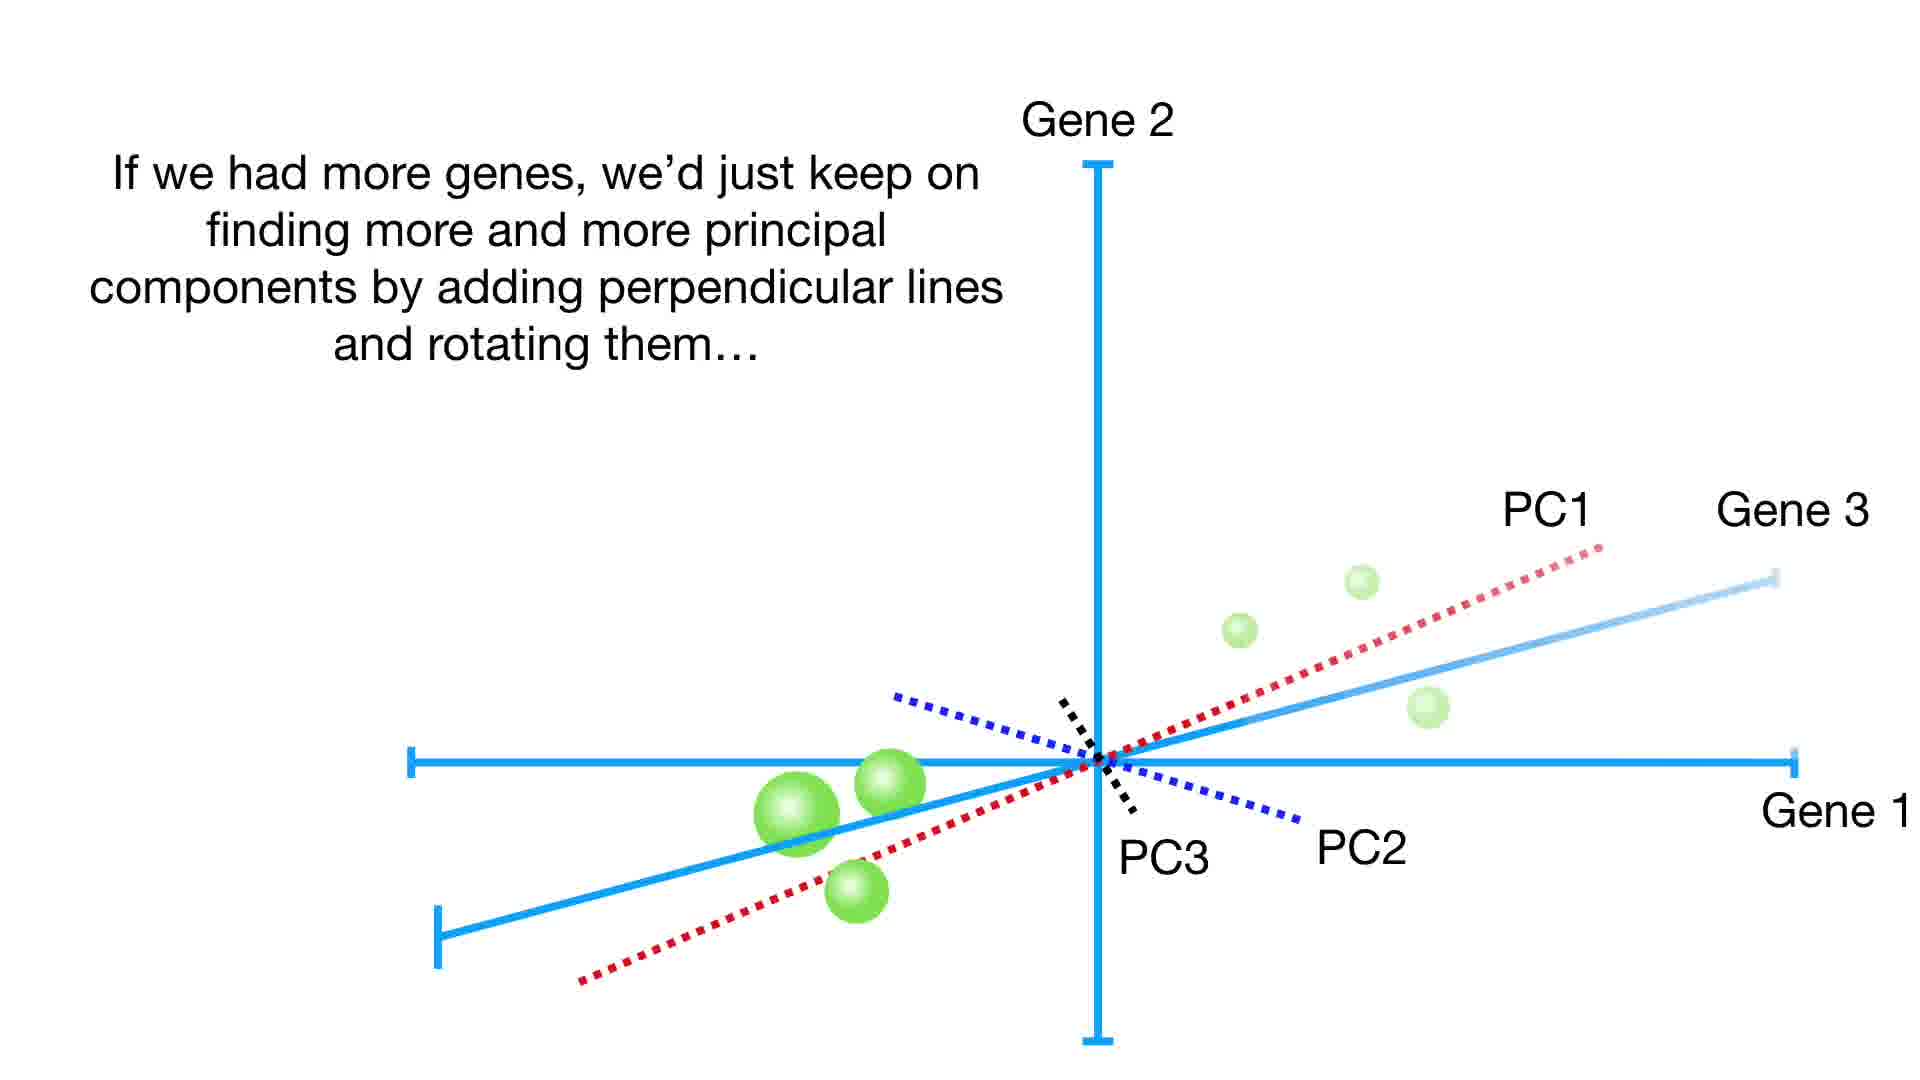 Gene 2
If we had more genes, we’d just keep on
finding more and more principal
components by adding perpendicular lines
and rotating them…
PC1
Gene 3
Gene 1
PC2
PC3